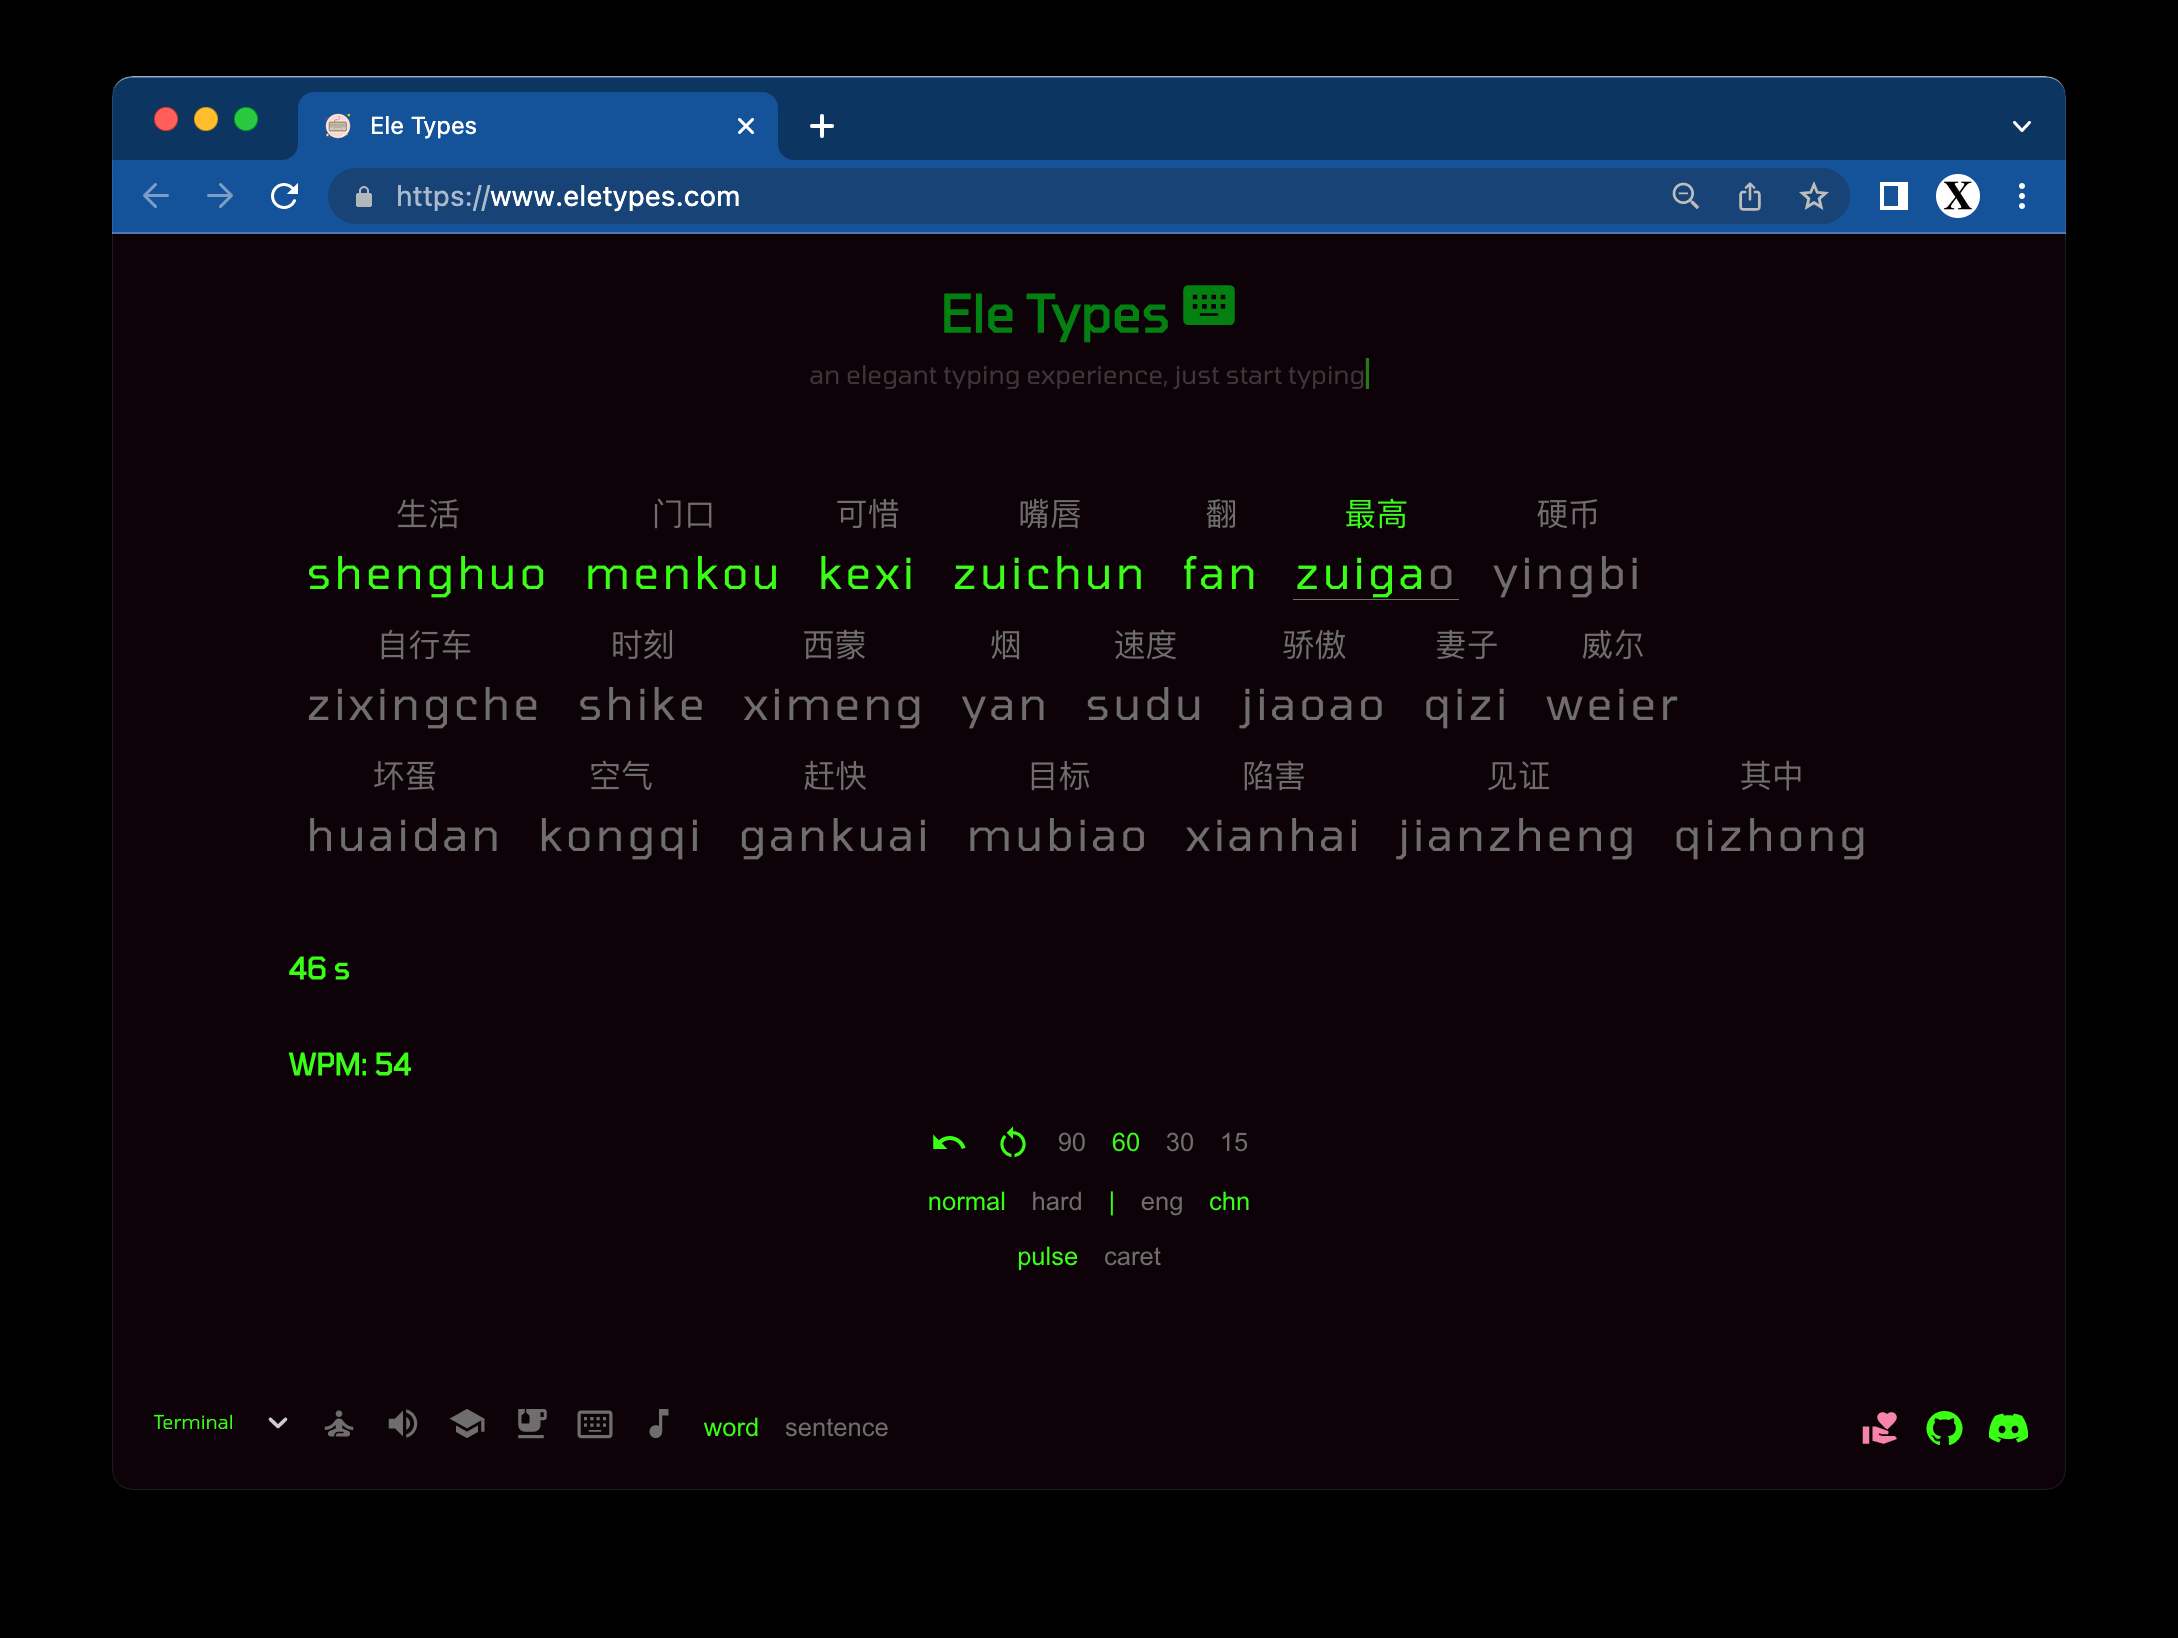 Ele Types
https://www.eletypes.com
X
Ele Types
an elegant typing experience, just start typing
生活 门口 可惜 嘴唇 翻 最高 硬币
shenghuo menkou kexi zuichun fan zuigao yingbi
自行车 时刻 西蒙 烟 速度 骄傲 妻子 威尔
zixingche shike ximeng yan sudu jiaoao qizi weier
坏蛋 空气 赶快 目标 陷害 见证 其中
huaidan kongqi gankuai mubiao xianhai jianzheng qizhong
46 s
WPM: 54
90 60 30 15
normal hard | eng chn
pulse caret
Terminal word sentence